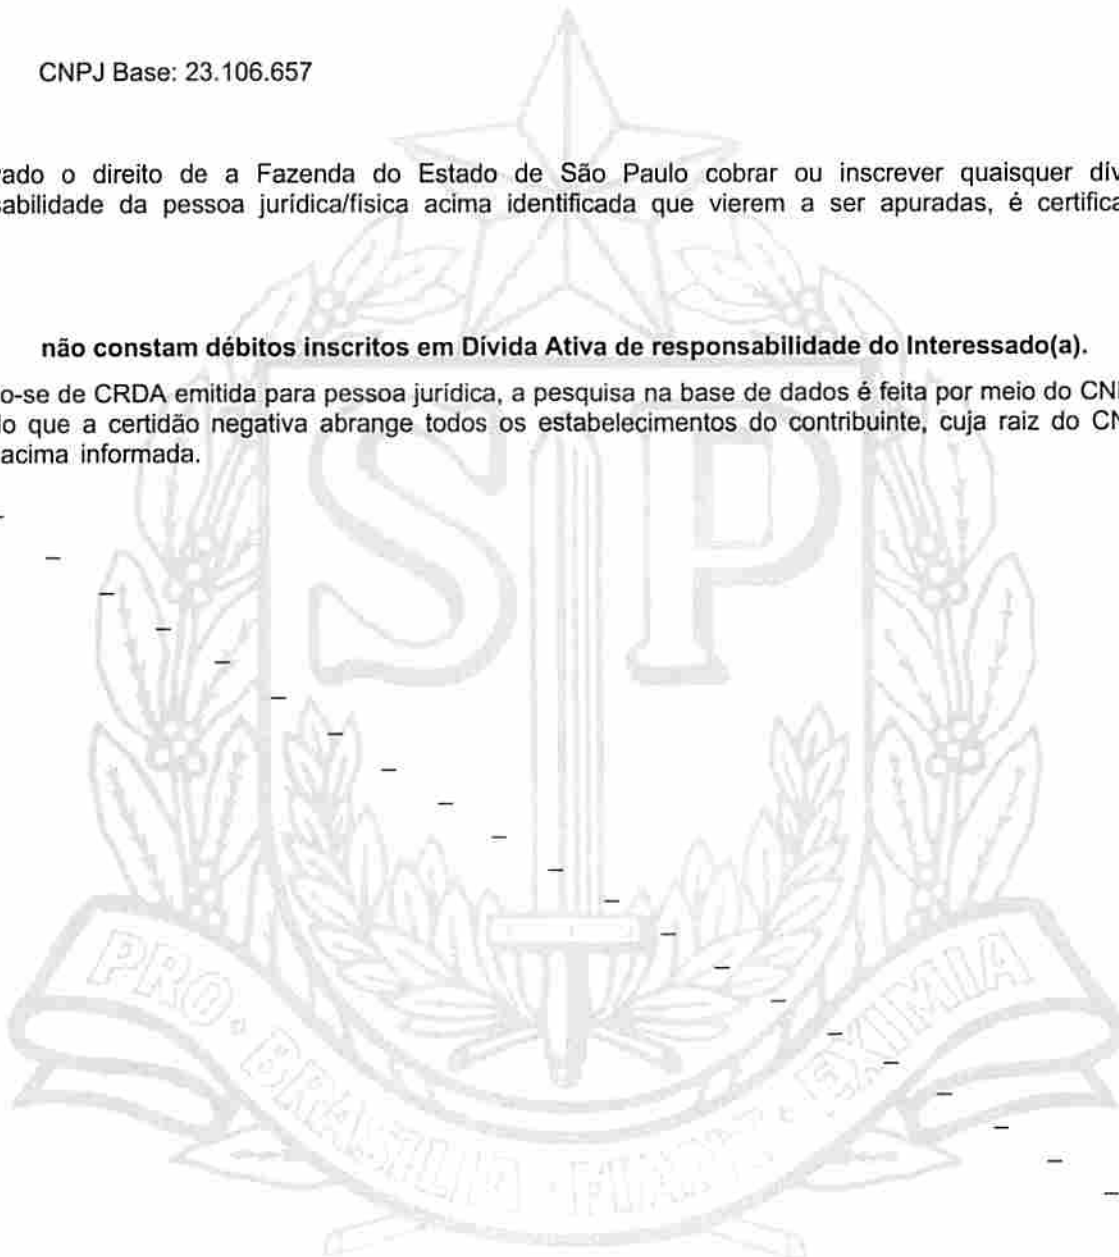 CNPJ Base: 23.106.657
ado o direito de a Fazenda do Estado de São Paulo cobrar ou inscrever quaisquer dív
sabilidade da pessoa jurídica/física acima identificada que vierem a ser apuradas, é certifica
não constam débitos inscritos em Dívida Ativa de responsabilidade do Interessado(a).
o-se de CRDA emitida para pessoa jurídica, a pesquisa na base de dados é feita por meio do CN
o que a certidão negativa abrange todos os estabelecimentos do contribuinte, cuja raiz do CN
acima informada.
SP
PRO · BRASILIA · FIANT · EXIMIA